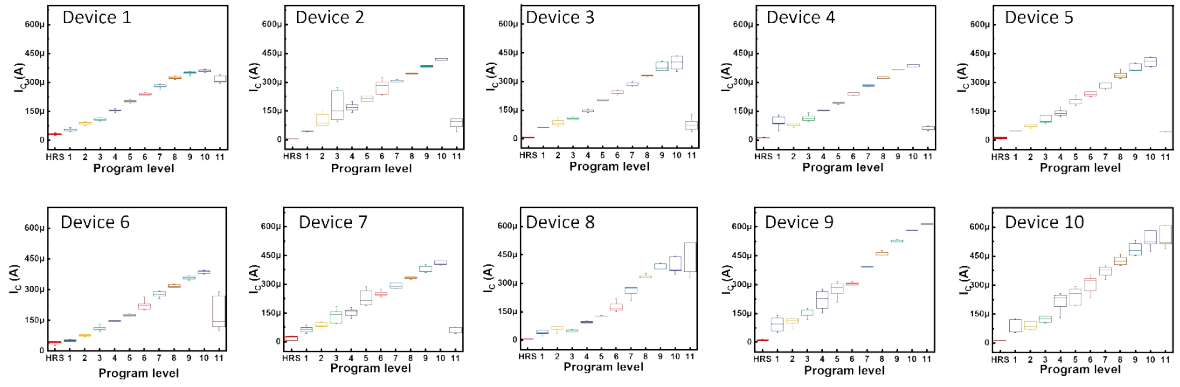 Device 1
600µ
450µ
300µ
150µ
0
I_C (A)
HRS 1 2 3 4 5 6 7 8 9 10 11
Program level
Device 2
600µ
450µ
300µ
150µ
0
I_C (A)
HRS 1 2 3 4 5 6 7 8 9 10 11
Program level
Device 3
600µ
450µ
300µ
150µ
0
I_C (A)
HRS 1 2 3 4 5 6 7 8 9 10 11
Program level
Device 4
600µ
450µ
300µ
150µ
0
I_C (A)
HRS 1 2 3 4 5 6 7 8 9 10 11
Program level
Device 5
600µ
450µ
300µ
150µ
0
I_C (A)
HRS 1 2 3 4 5 6 7 8 9 10 11
Program level
Device 6
600µ
450µ
300µ
150µ
0
I_C (A)
HRS 1 2 3 4 5 6 7 8 9 10 11
Program level
Device 7
600µ
450µ
300µ
150µ
0
I_C (A)
HRS 1 2 3 4 5 6 7 8 9 10 11
Program level
Device 8
600µ
450µ
300µ
150µ
0
I_C (A)
HRS 1 2 3 4 5 6 7 8 9 10 11
Program level
Device 9
600µ
450µ
300µ
150µ
0
I_C (A)
HRS 1 2 3 4 5 6 7 8 9 10 11
Program level
Device 10
600µ
450µ
300µ
150µ
0
I_C (A)
HRS 1 2 3 4 5 6 7 8 9 10 11
Program level